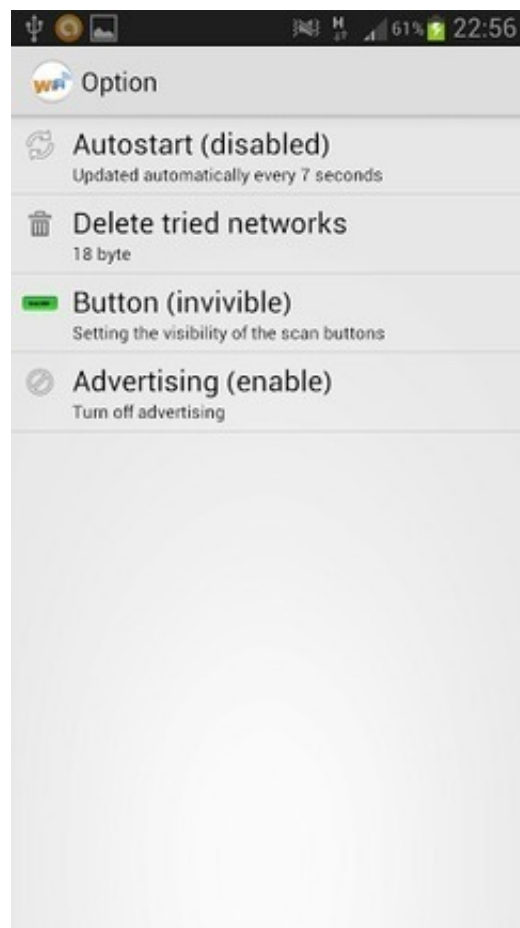 H 61% 22:56
WiFi Option
Autostart (disabled)
Updated automatically every 7 seconds
Delete tried networks
18 byte
Button (invivible)
Setting the visibility of the scan buttons
Advertising (enable)
Turn off advertising